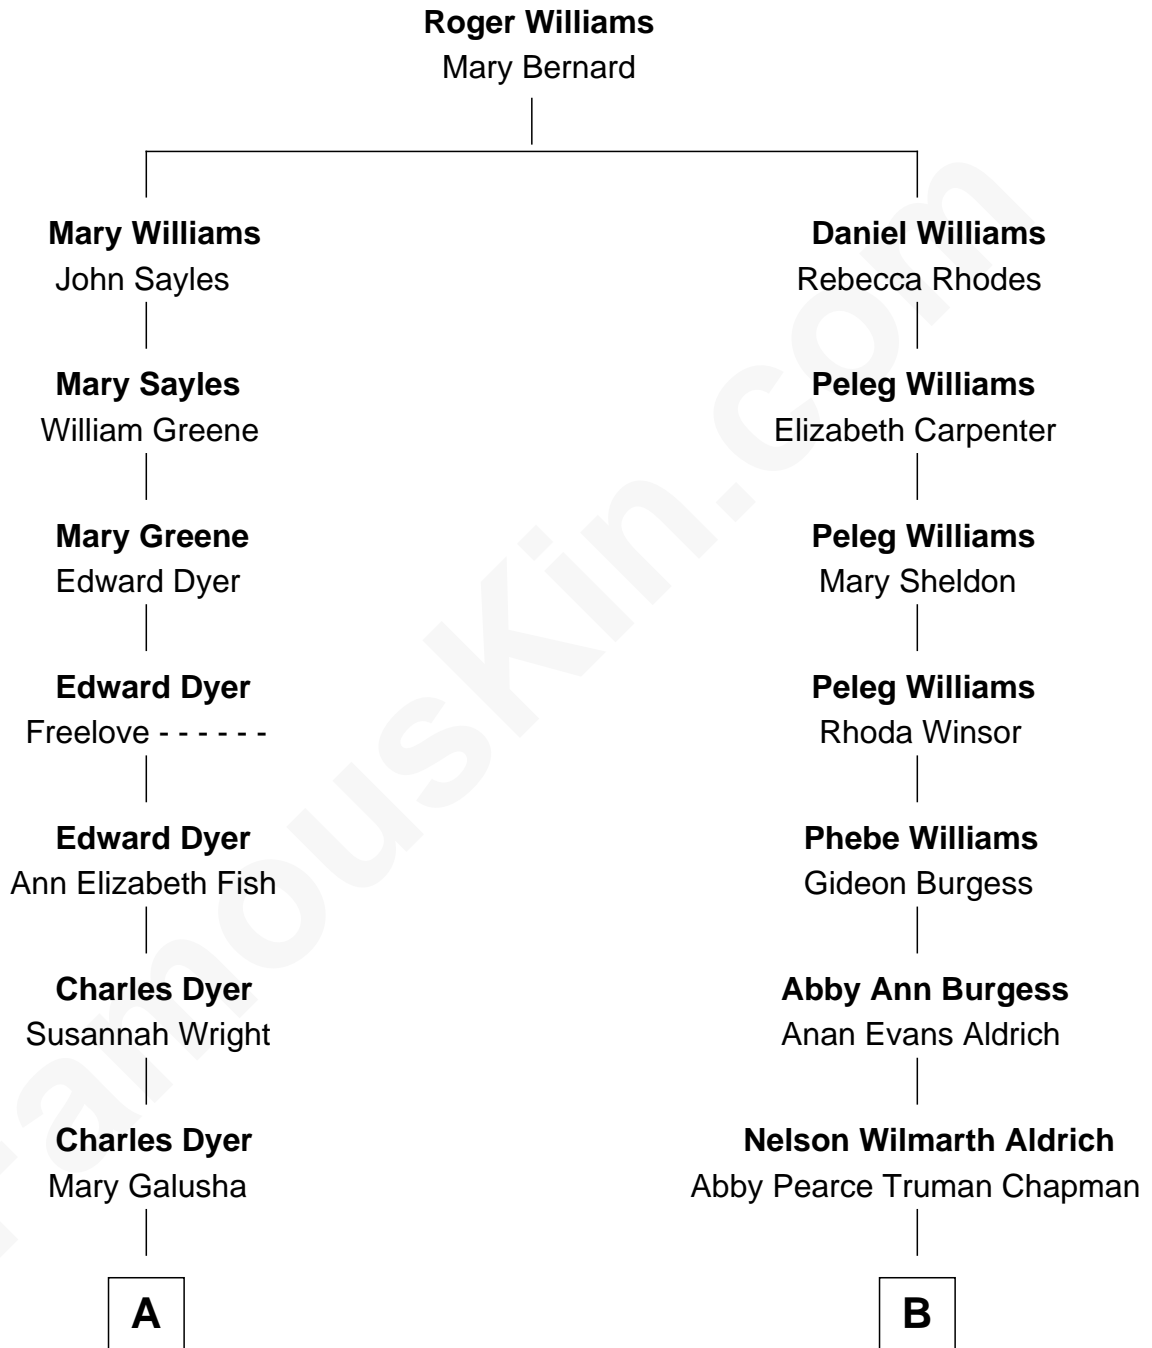 Roger Williams
Mary Bernard
Mary Williams
John Sayles
Daniel Williams
Rebecca Rhodes
Mary Sayles
William Greene
Peleg Williams
Elizabeth Carpenter
Mary Greene
Edward Dyer
Peleg Williams
Mary Sheldon
Edward Dyer
Freelove - - - - - -
Peleg Williams
Rhoda Winsor
Edward Dyer
Ann Elizabeth Fish
Phebe Williams
Gideon Burgess
Charles Dyer
Susannah Wright
Abby Ann Burgess
Anan Evans Aldrich
Charles Dyer
Mary Galusha
Nelson Wilmarth Aldrich
Abby Pearce Truman Chapman
A
B
FamousKin.com